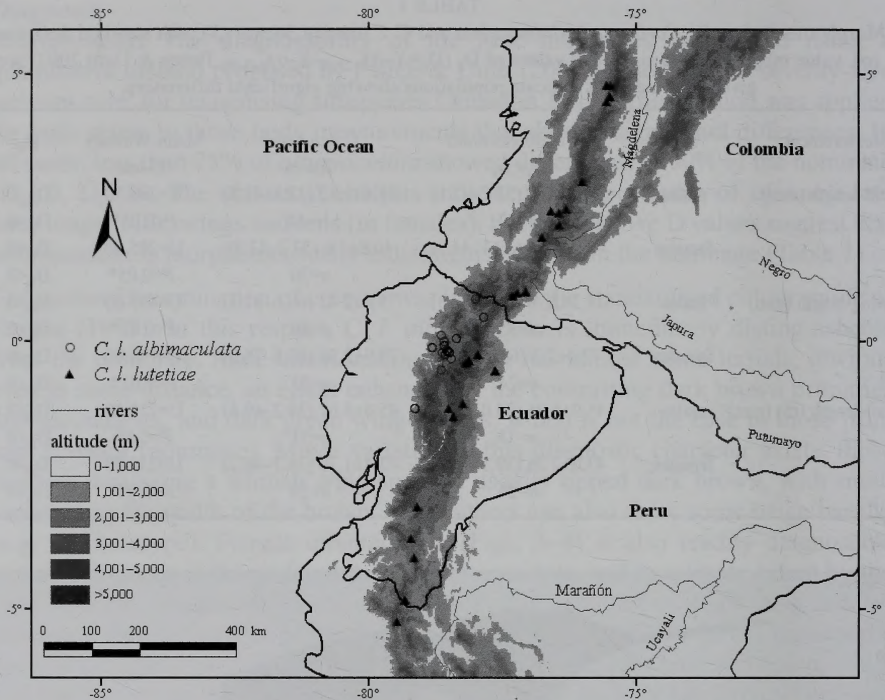 -85° -80° -75°
5° 5°
Pacific Ocean
Magdelena
Colombia
N
Negro
Japura
0° 0°
C. l. albimaculata
C. l. lutetiae
rivers
Ecuador
Putumayo
altitude (m)
0–1,000
1,001–2,000
2,001–3,000
3,001–4,000
4,001–5,000
>5,000
Peru
Marañón
Ucayali
-5° -5°
0 100 200 400 km
-85° -80° -75°